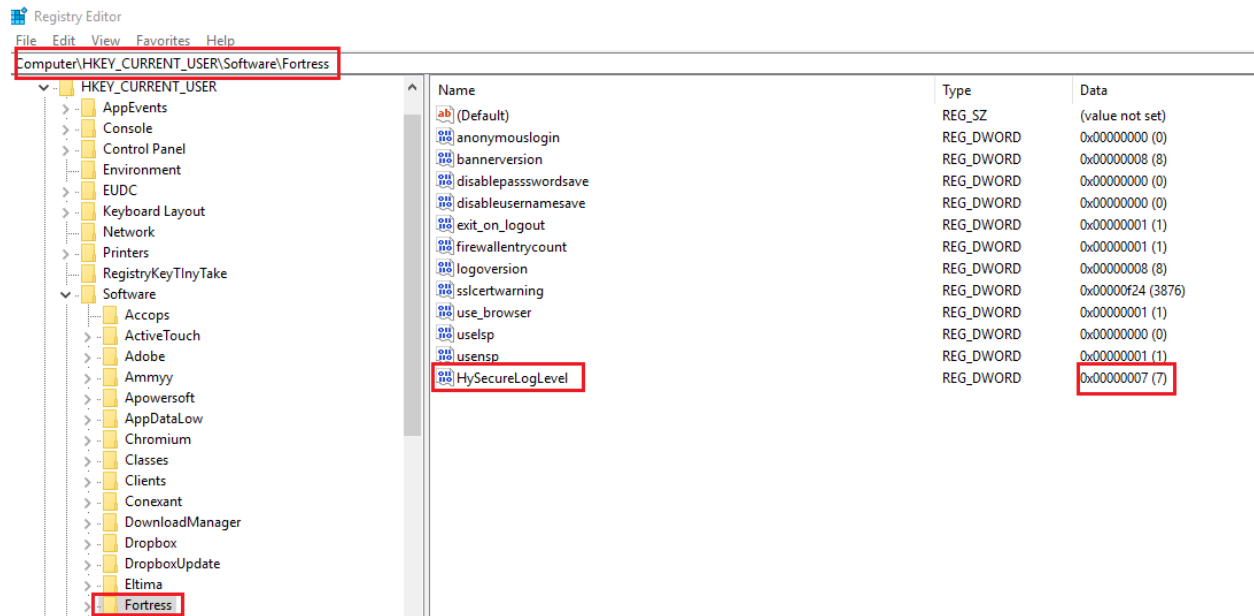 Registry Editor
File Edit View Favorites Help
Computer\HKEY_CURRENT_USER\Software\Fortress
HKEY_CURRENT_USER
AppEvents
Console
Control Panel
Environment
EUDC
Keyboard Layout
Network
Printers
RegistryKeyTInyTake
Software
Accops
ActiveTouch
Adobe
Ammyy
Apowersoft
AppDataLow
Chromium
Classes
Clients
Conexant
DownloadManager
Dropbox
DropboxUpdate
Eltima
Fortress
Name Type Data
(Default) REG_SZ (value not set)
anonymouslogin REG_DWORD 0x00000000 (0)
bannerversion REG_DWORD 0x00000008 (8)
disablepassswordsave REG_DWORD 0x00000000 (0)
disableusernamesave REG_DWORD 0x00000000 (0)
exit_on_logout REG_DWORD 0x00000001 (1)
firewallentrycount REG_DWORD 0x00000001 (1)
logoversion REG_DWORD 0x00000008 (8)
sslcertwarning REG_DWORD 0x00000f24 (3876)
use_browser REG_DWORD 0x00000001 (1)
uselsp REG_DWORD 0x00000000 (0)
usensp REG_DWORD 0x00000001 (1)
HySecureLogLevel REG_DWORD 0x00000007 (7)